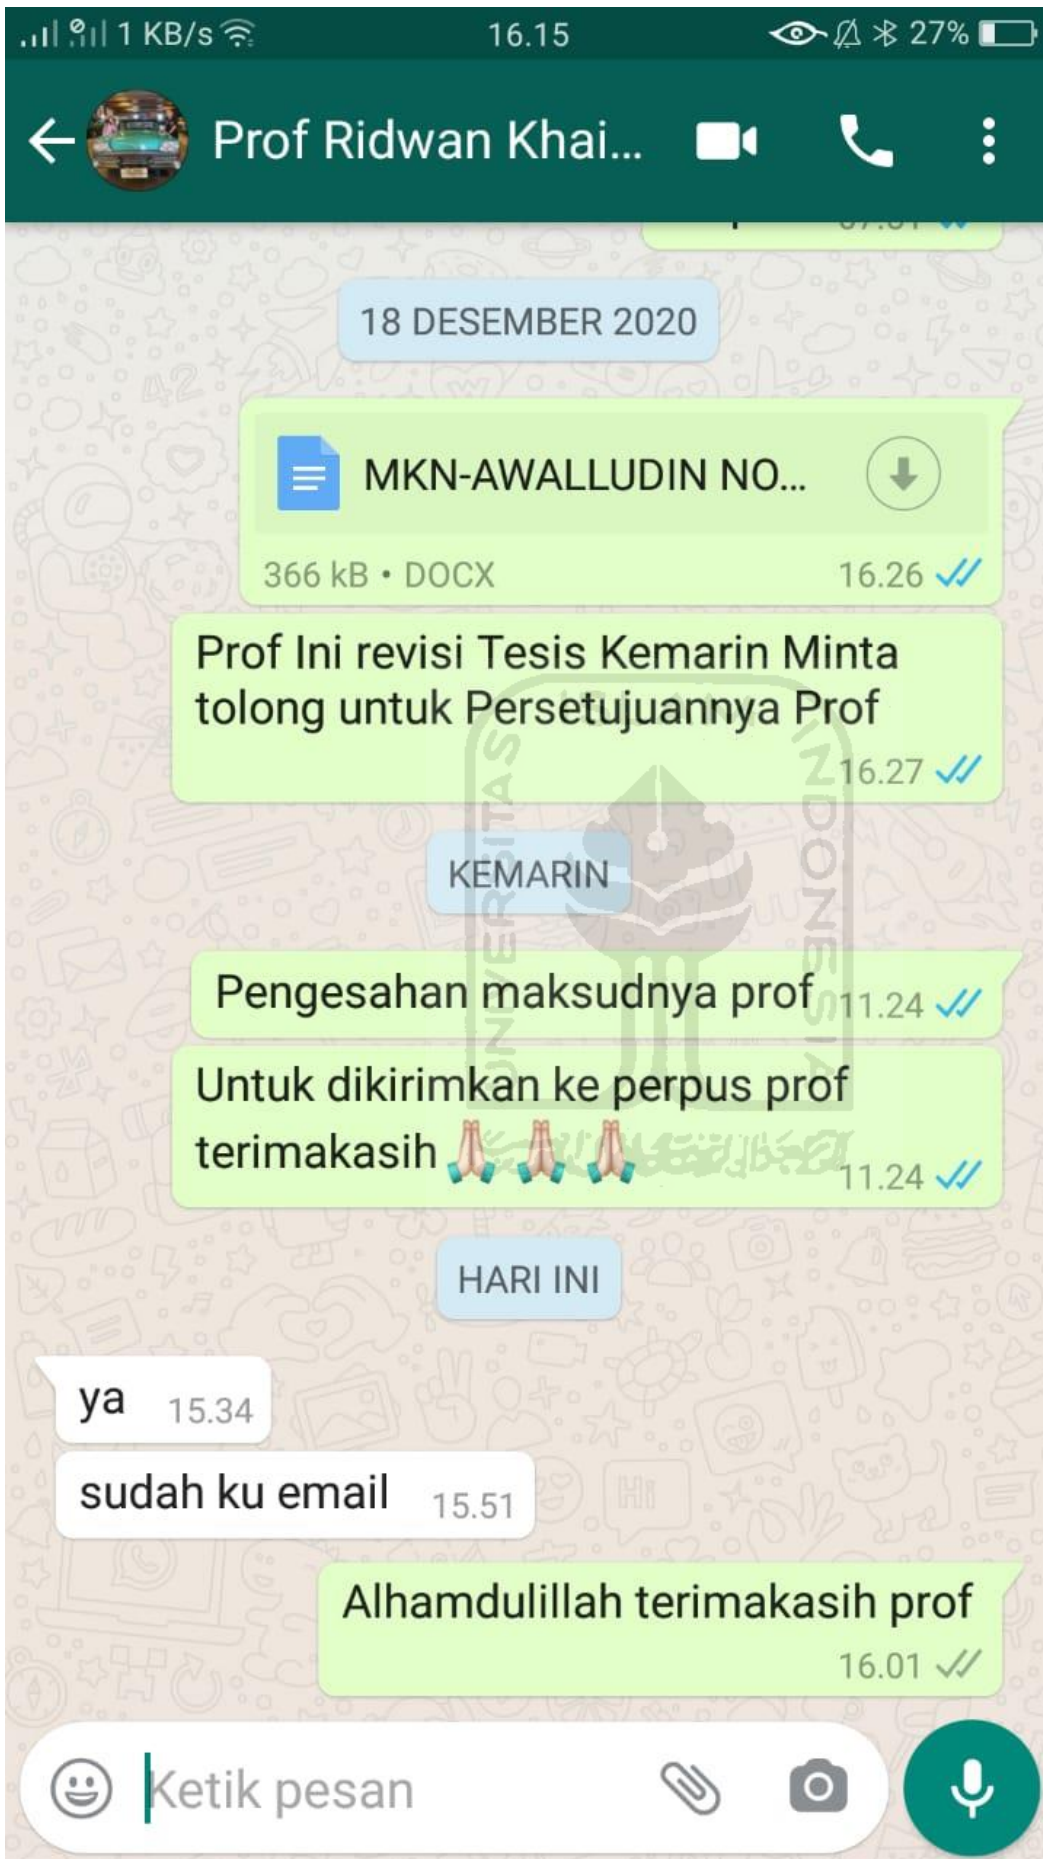 1 KB/s 16.15 27%
Prof Ridwan Khai...
18 DESEMBER 2020
MKN-AWALLUDIN NO...
366 kB • DOCX 16.26
Prof Ini revisi Tesis Kemarin Minta
tolong untuk Persetujuannya Prof
16.27
KEMARIN
Pengesahan maksudnya prof 11.24
Untuk dikirimkan ke perpus prof
terimakasih 🙏🙏🙏 11.24
HARI INI
ya 15.34
sudah ku email 15.51
Alhamdulillah terimakasih prof
16.01
Ketik pesan
UNIVERSITAS ISLAM INDONESIA